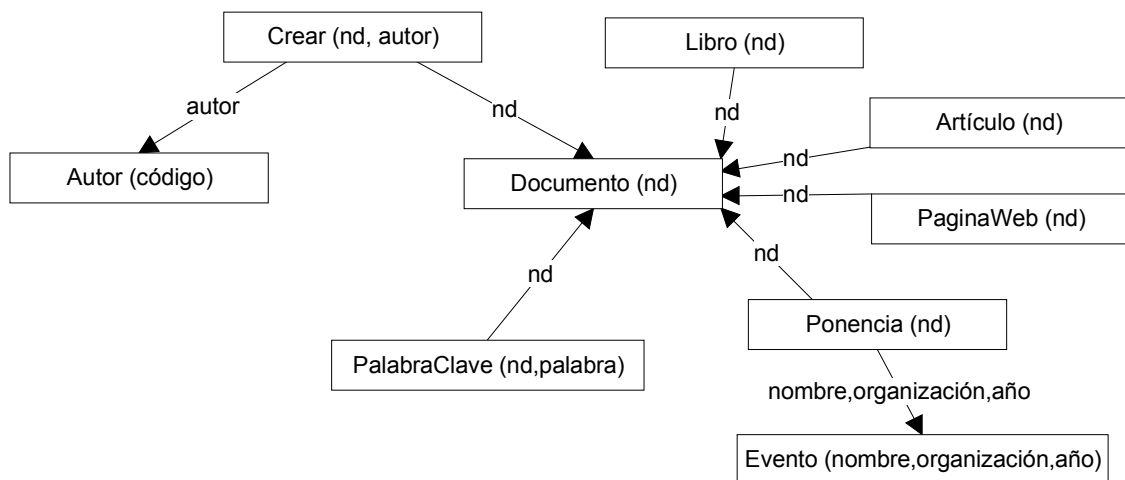 Crear (nd, autor)
Libro (nd)
autor
nd
nd
Artículo (nd)
nd
Autor (código)
Documento (nd)
nd
PaginaWeb (nd)
nd
nd
Ponencia (nd)
PalabraClave (nd,palabra)
nombre,organización,año
Evento (nombre,organización,año)